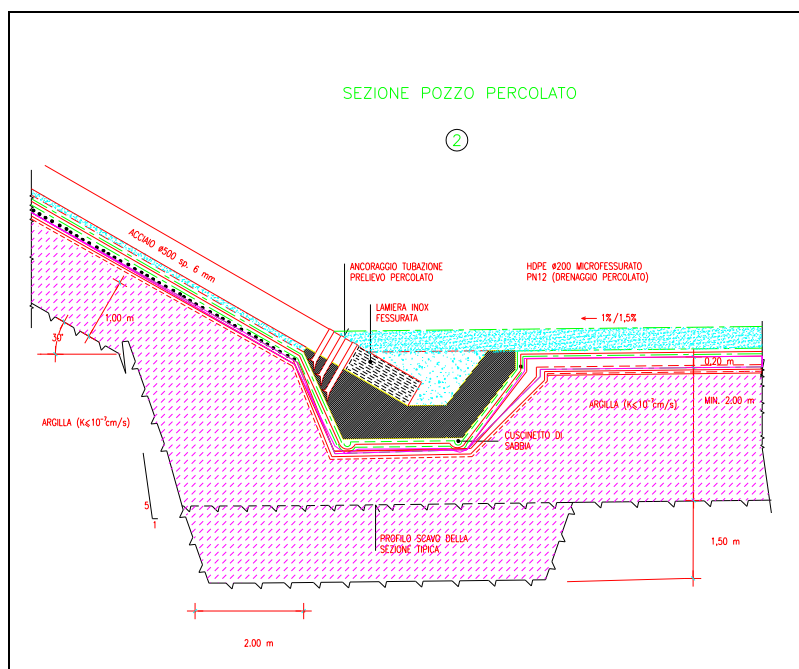 SEZIONE POZZO PERCOLATO
2
ACCIAIO ø500 sp. 6 mm
ANCORAGGIO TUBAZIONE
PRELIEVO PERCOLATO
HDPE ø200 MICROFESSURATO
PN12 (DRENAGGIO PERCOLATO)
LAMIERA INOX
FESSURATA
1%/1,5%
1,00 m
30°
0,20 m
ARGILLA (K≤10⁻⁷cm/s)
MIN. 2.00 m
ARGILLA (K≤10⁻⁷cm/s)
CUSCINETTO DI
SABBIA
5
1
PROFILO SCAVO DELLA
SEZIONE TIPICA
1,50 m
2.00 m